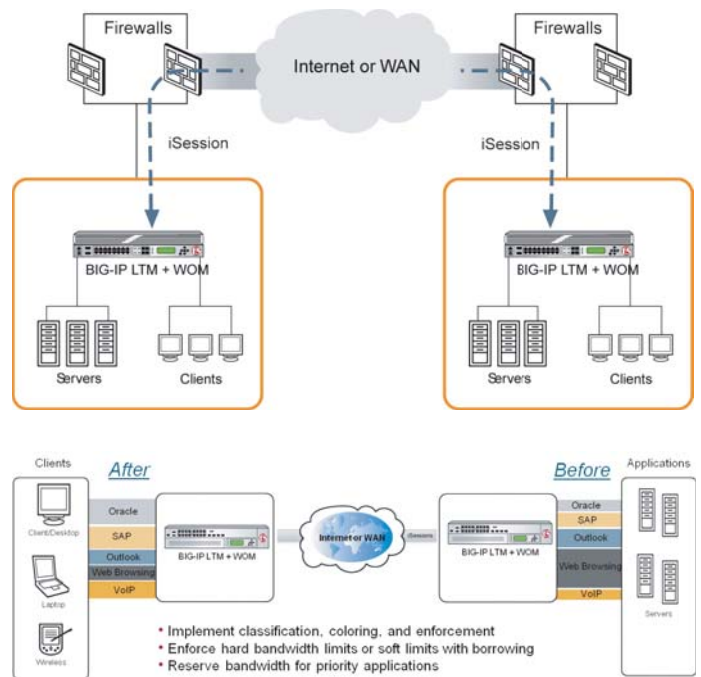 Firewalls
Firewalls
Internet or WAN
iSession
iSession
BIG-IP LTM + WOM
BIG-IP LTM + WOM
Servers
Clients
Servers
Clients
Clients
After
Before
Applications
Oracle
SAP
Outlook
Web Browsing
VoIP
Client/Desktop
Laptop
Wireless
BIG-IP LTM + WOM
Internet or WAN
iSessions
BIG-IP LTM + WOM
Oracle
SAP
Outlook
Web Browsing
VoIP
Servers
• Implement classification, coloring, and enforcement
• Enforce hard bandwidth limits or soft limits with borrowing
• Reserve bandwidth for priority applications